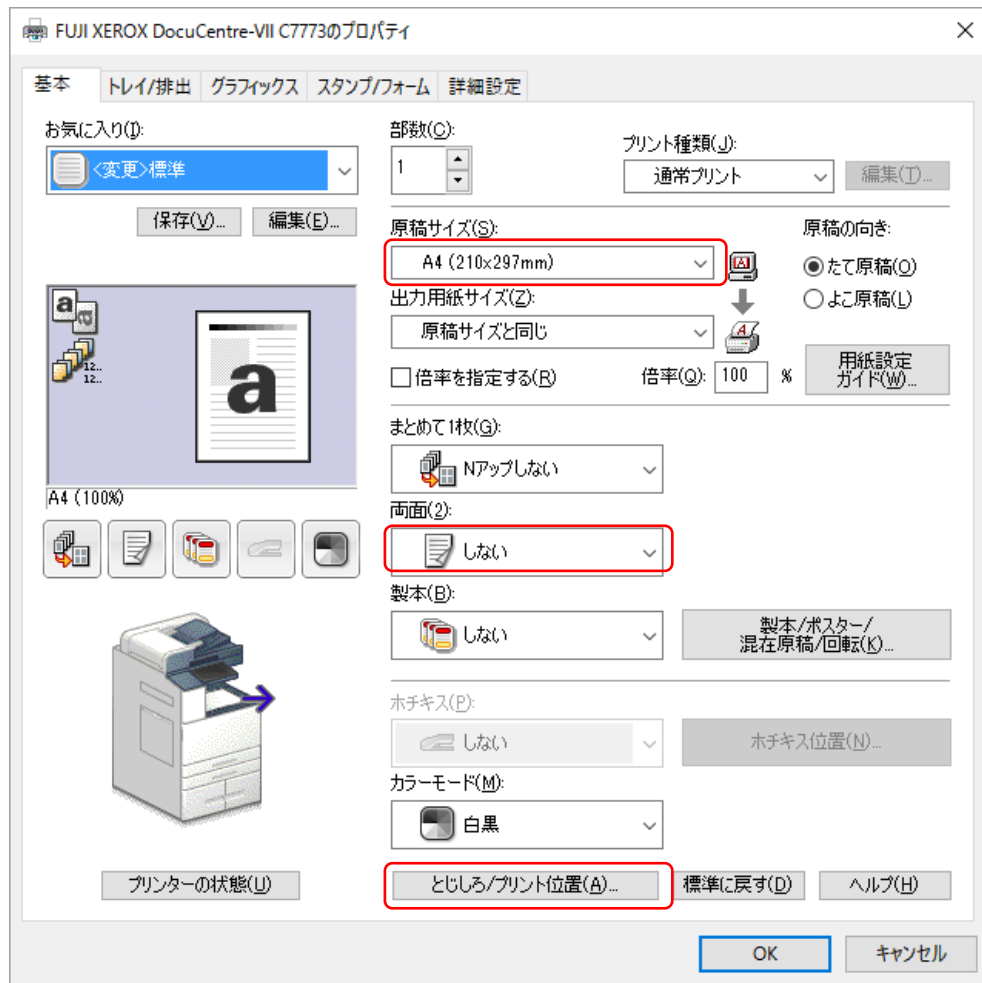 FUJI XEROX DocuCentre-VII C7773のプロパティ
基本 トレイ/排出 グラフィックス スタンプ/フォーム 詳細設定
お気に入り(I):
<変更>標準
保存(V)... 編集(E)...
部数(C):
1
プリント種類(J):
通常プリント
編集(T)...
原稿サイズ(S):
A4 (210x297mm)
原稿の向き:
たて原稿(O)
よこ原稿(L)
出力用紙サイズ(Z):
原稿サイズと同じ
倍率を指定する(R)
倍率(Q): 100 %
用紙設定
ガイド(W)...
a
a
12..
12..
a
A4 (100%)
まとめて1枚(G):
Nアップしない
両面(2):
しない
製本(B):
しない
製本/ポスター/
混在原稿/回転(K)...
ホチキス(P):
しない
ホチキス位置(N)...
カラーモード(M):
白黒
プリンターの状態(U)
とじしろ/プリント位置(A)...
標準に戻す(D)
ヘルプ(H)
OK
キャンセル